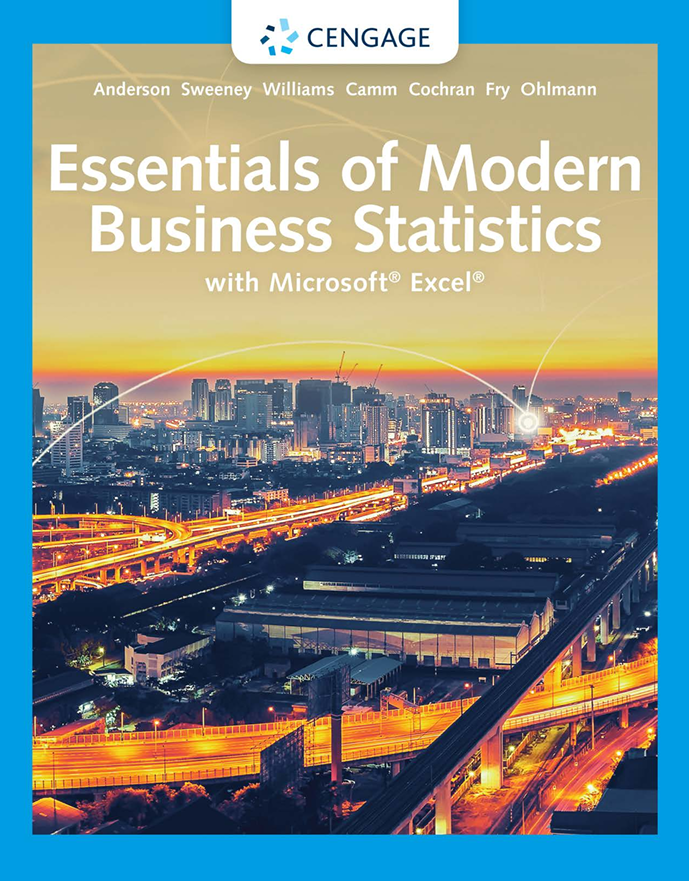 CENGAGE
Anderson Sweeney Williams Camm Cochran Fry Ohlmann
Essentials of Modern
Business Statistics
with Microsoft® Excel®